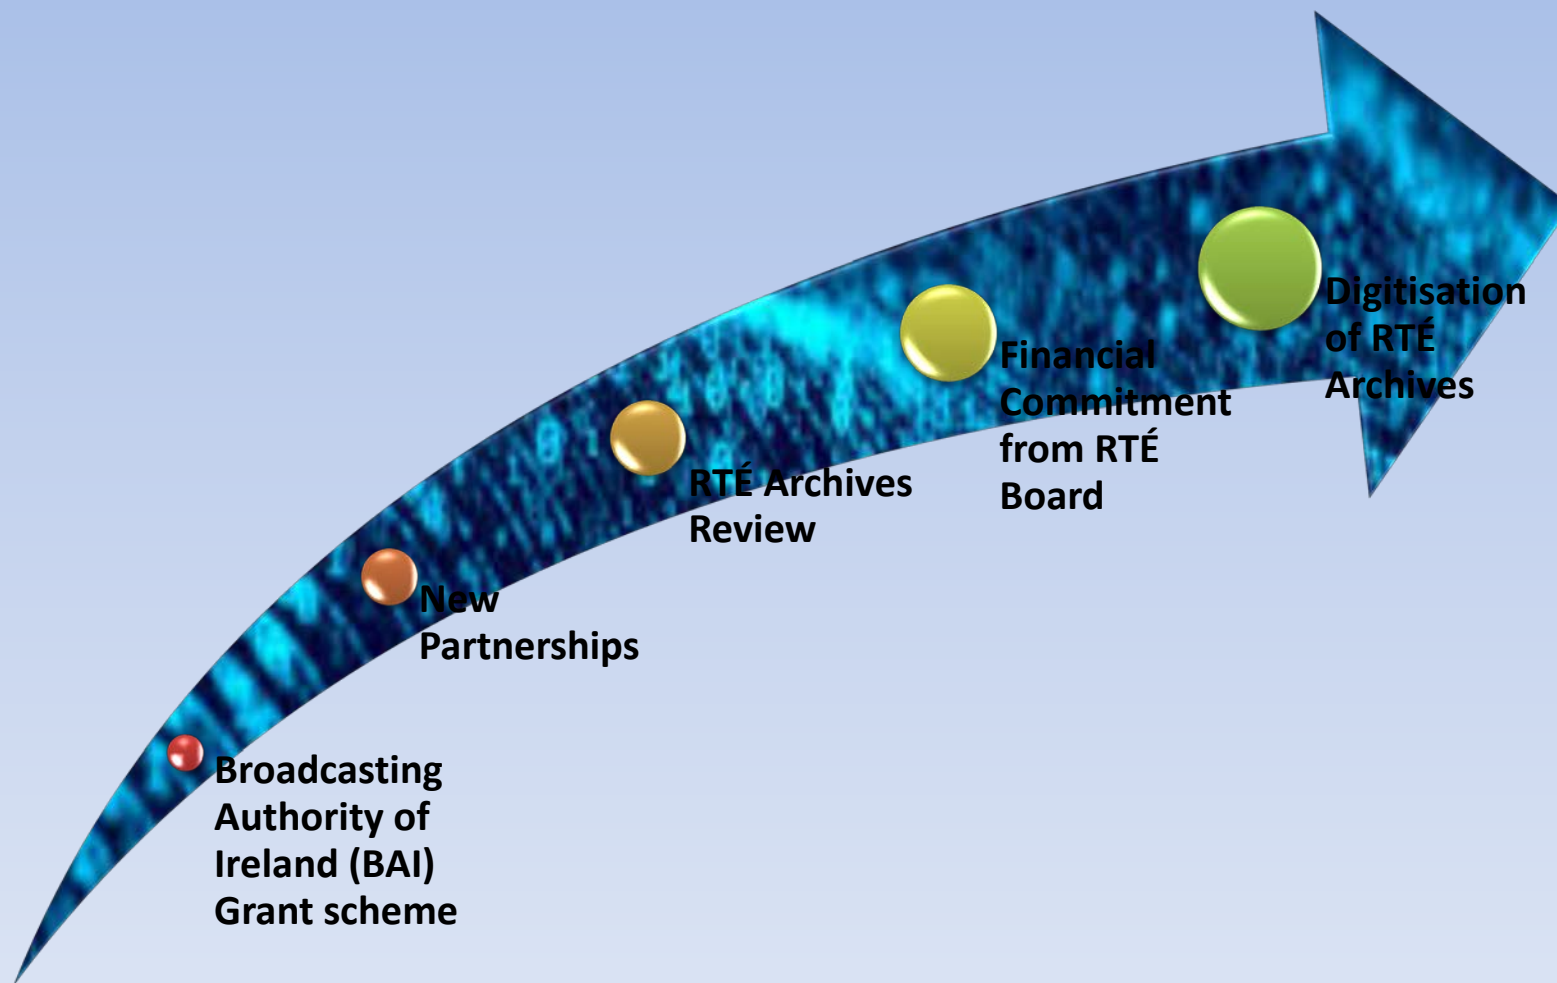 Broadcasting
Authority of
Ireland (BAI)
Grant scheme
New
Partnerships
RTÉ Archives
Review
Financial
Commitment
from RTÉ
Board
Digitisation
of RTÉ
Archives